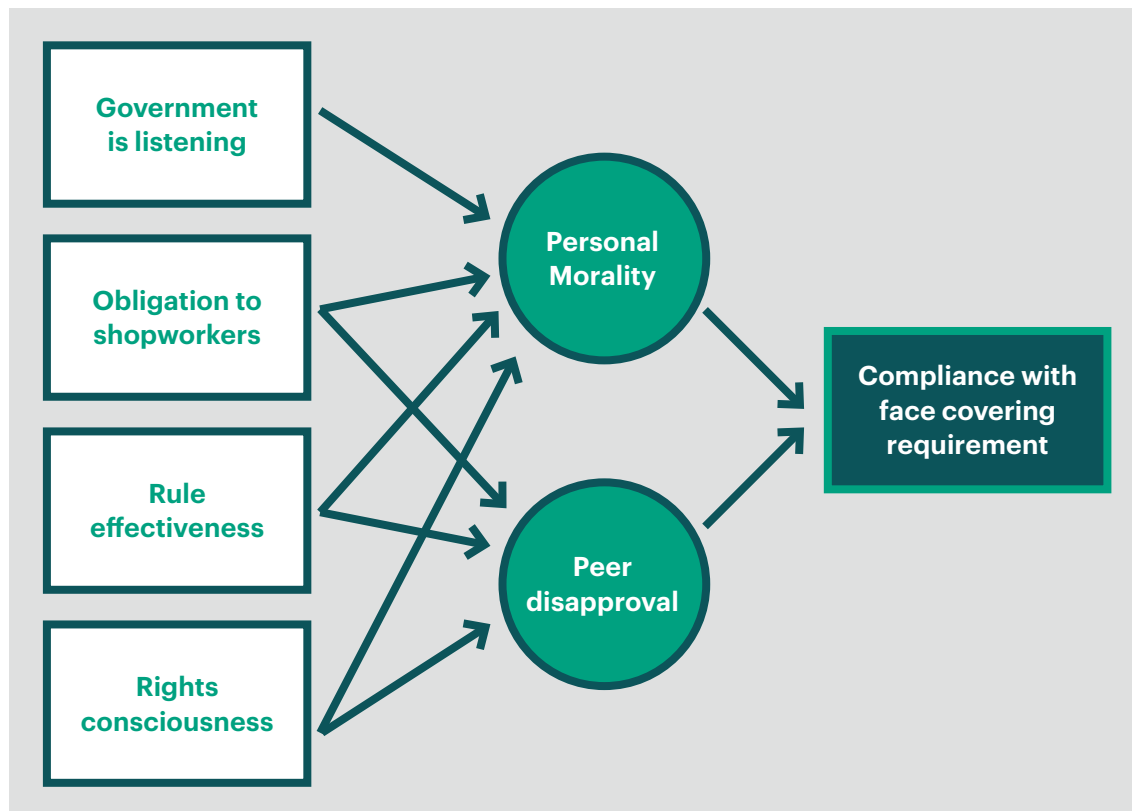 Government
is listening
Obligation to
shopworkers
Rule
effectiveness
Rights
consciousness
Personal
Morality
Peer
disapproval
Compliance with
face covering
requirement